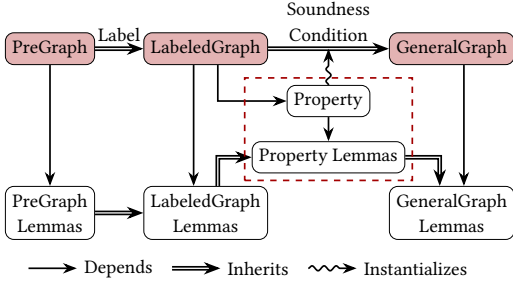 Soundness
Label
Condition
PreGraph
LabeledGraph
GeneralGraph
Property
Property Lemmas
PreGraph
Lemmas
LabeledGraph
Lemmas
GeneralGraph
Lemmas
Depends
Inherits
Instantializes